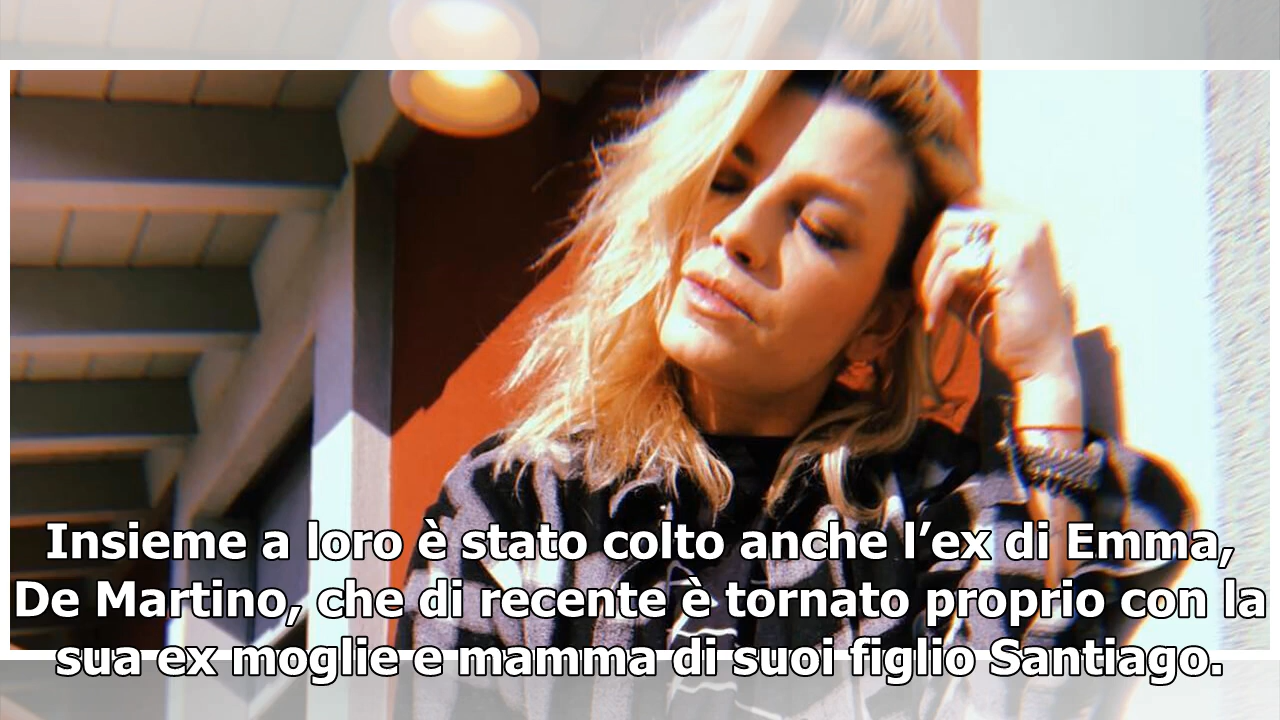 Insieme a loro è stato colto anche l’ex di Emma,
De Martino, che di recente è tornato proprio con la
sua ex moglie e mamma di suoi figlio Santiago.